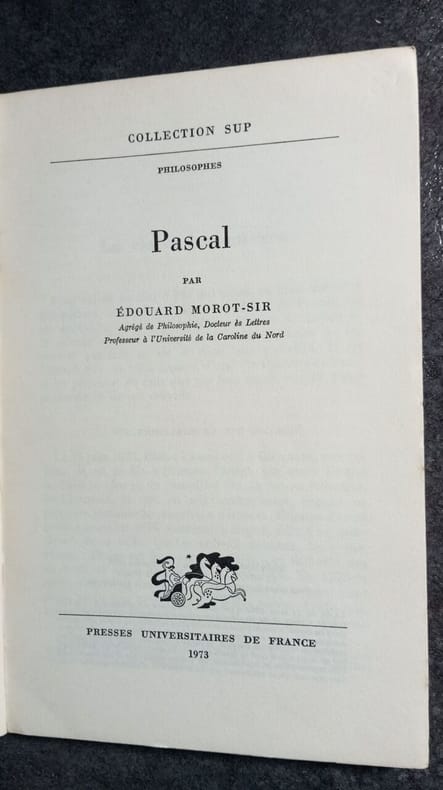 COLLECTION SUP
PHILOSOPHES
Pascal
PAR
ÉDOUARD MOROT-SIR
Agrégé de Philosophie, Docteur ès Lettres
Professeur à l'Université de la Caroline du Nord
PRESSES UNIVERSITAIRES DE FRANCE
1973